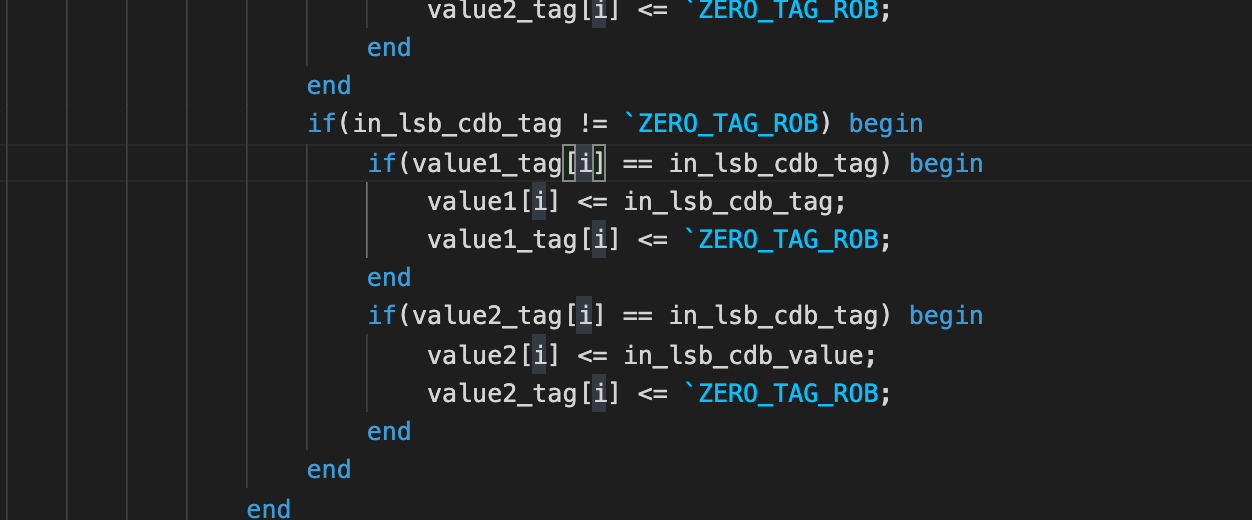 value2_tag[i] <= `ZERO_TAG_ROB;
end
end
if(in_lsb_cdb_tag != `ZERO_TAG_ROB) begin
if(value1_tag[i] == in_lsb_cdb_tag) begin
value1[i] <= in_lsb_cdb_tag;
value1_tag[i] <= `ZERO_TAG_ROB;
end
if(value2_tag[i] == in_lsb_cdb_tag) begin
value2[i] <= in_lsb_cdb_value;
value2_tag[i] <= `ZERO_TAG_ROB;
end
end
end